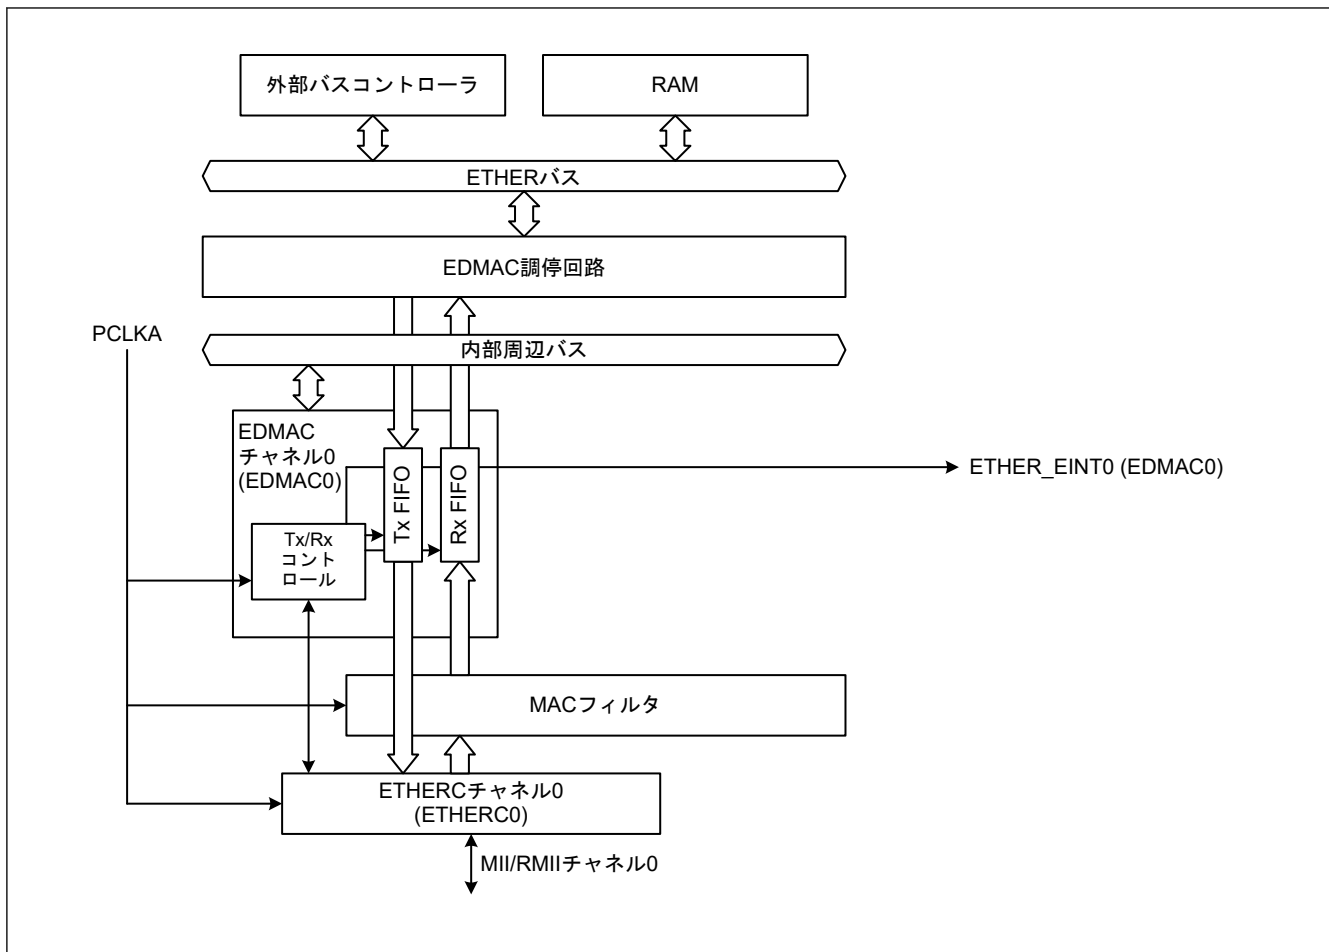 外部バスコントローラ
RAM
ETHERバス
EDMAC調停回路
PCLKA
内部周辺バス
EDMAC
チャネル0
(EDMAC0)
Tx FIFO
Rx FIFO
ETHER_EINT0 (EDMAC0)
Tx/Rx
コント
ロール
MACフィルタ
ETHERCチャネル0
(ETHERC0)
MII/RMIIチャネル0